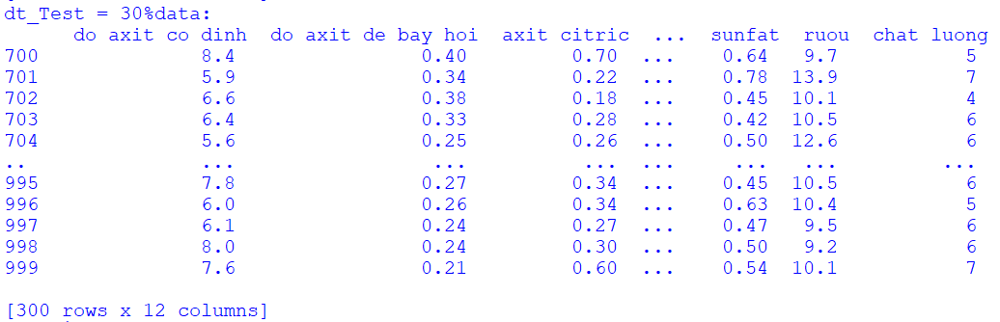 dt_Test = 30%data:
do axit co dinh do axit de bay hoi axit citric ... sunfat ruou chat luong
700 8.4 0.40 0.70 ... 0.64 9.7 5
701 5.9 0.34 0.22 ... 0.78 13.9 7
702 6.6 0.38 0.18 ... 0.45 10.1 4
703 6.4 0.33 0.28 ... 0.42 10.5 6
704 5.6 0.25 0.26 ... 0.50 12.6 6
.. ... ... ... ... ... ... ...
995 7.8 0.27 0.34 ... 0.45 10.5 6
996 6.0 0.26 0.34 ... 0.63 10.4 5
997 6.1 0.24 0.27 ... 0.47 9.5 6
998 8.0 0.24 0.30 ... 0.50 9.2 6
999 7.6 0.21 0.60 ... 0.54 10.1 7
[300 rows x 12 columns]